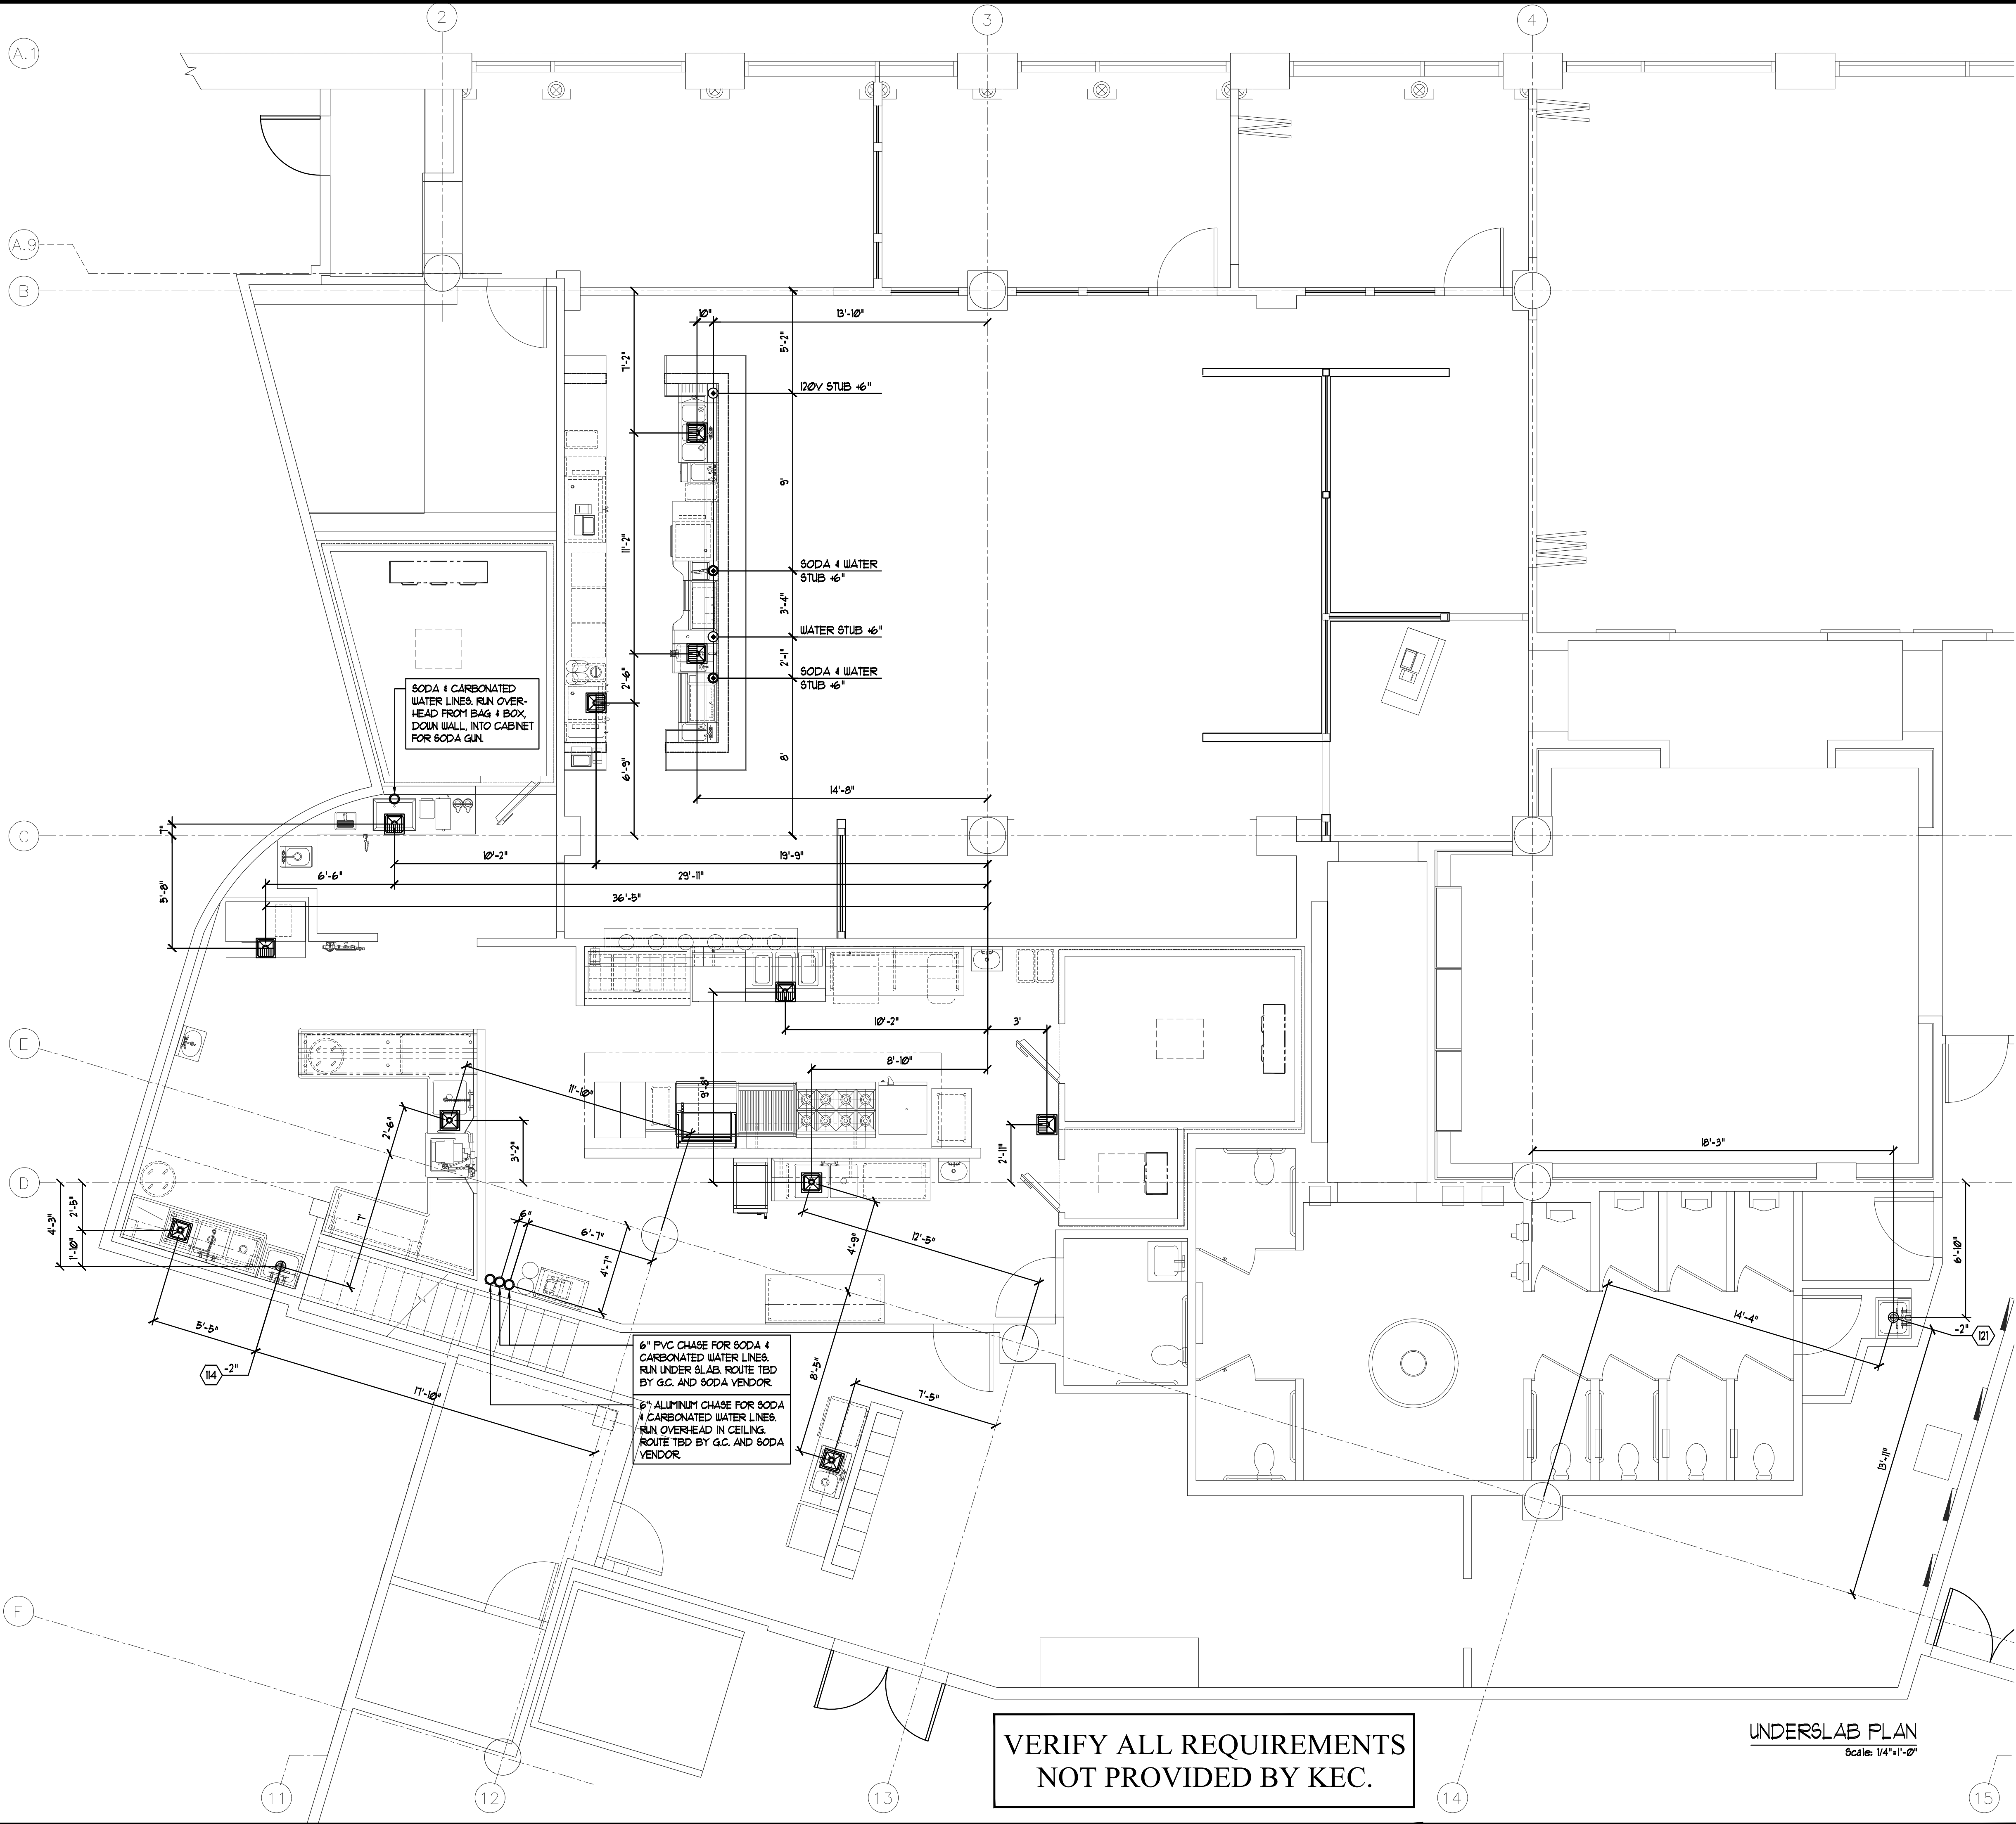 2
3
4
A.1
A.9
B
10"
13'-10"
5'-2"
7'-2"
120V STUB +6"
9'
11'-2"
SODA & WATER
STUB +6"
3'-4"
WATER STUB +6"
2'-1"
SODA & WATER
STUB +6"
2'-6"
SODA & CARBONATED
WATER LINES. RUN OVER-
HEAD FROM BAG & BOX,
DOWN WALL, INTO CABINET
FOR SODA GUN.
6'-9"
8'
14'-8"
C
7"
10'-2"
19'-9"
5'-8"
6'-6"
29'-11"
36'-5"
10'-2"
3'
E
8'-10"
11'-10"
9'-8"
2'-6"
3'-2"
2'-11"
18'-3"
D
4'-3"
2'-5"
1'-10"
7'
6"
6'-7"
4'-7"
4'-9"
12'-5"
6'-10"
14'-4"
-2"
121
5'-5"
114
-2"
17'-10"
6" PVC CHASE FOR SODA &
CARBONATED WATER LINES.
RUN UNDER SLAB. ROUTE TBD
BY G.C. AND SODA VENDOR.
6" ALUMINUM CHASE FOR SODA
& CARBONATED WATER LINES.
RUN OVERHEAD IN CEILING.
ROUTE TBD BY G.C. AND SODA
VENDOR.
8'-5"
7'-5"
13'-11"
F
VERIFY ALL REQUIREMENTS
NOT PROVIDED BY KEC.
UNDERSLAB PLAN
Scale: 1/4"=1'-0"
11
12
13
14
15